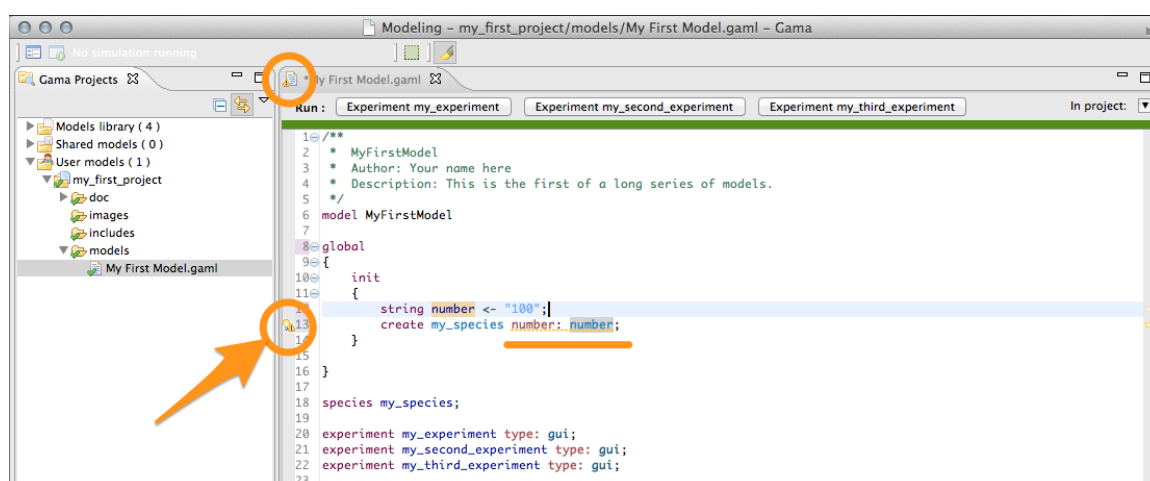 Modeling – my_first_project/models/My First Model.gaml – Gama
No simulation running
Gama Projects
My First Model.gaml
Run : Experiment my_experiment Experiment my_second_experiment Experiment my_third_experiment In project:
Models library ( 4 )
Shared models ( 0 )
User models ( 1 )
my_first_project
doc
images
includes
models
My First Model.gaml
1 /**
2 * MyFirstModel
3 * Author: Your name here
4 * Description: This is the first of a long series of models.
5 */
6 model MyFirstModel
7
8 global
9 {
10 init
11 {
12 string number <- "100";
13 create my_species number: number;
14 }
15
16 }
17
18 species my_species;
19
20 experiment my_experiment type: gui;
21 experiment my_second_experiment type: gui;
22 experiment my_third_experiment type: gui;
23